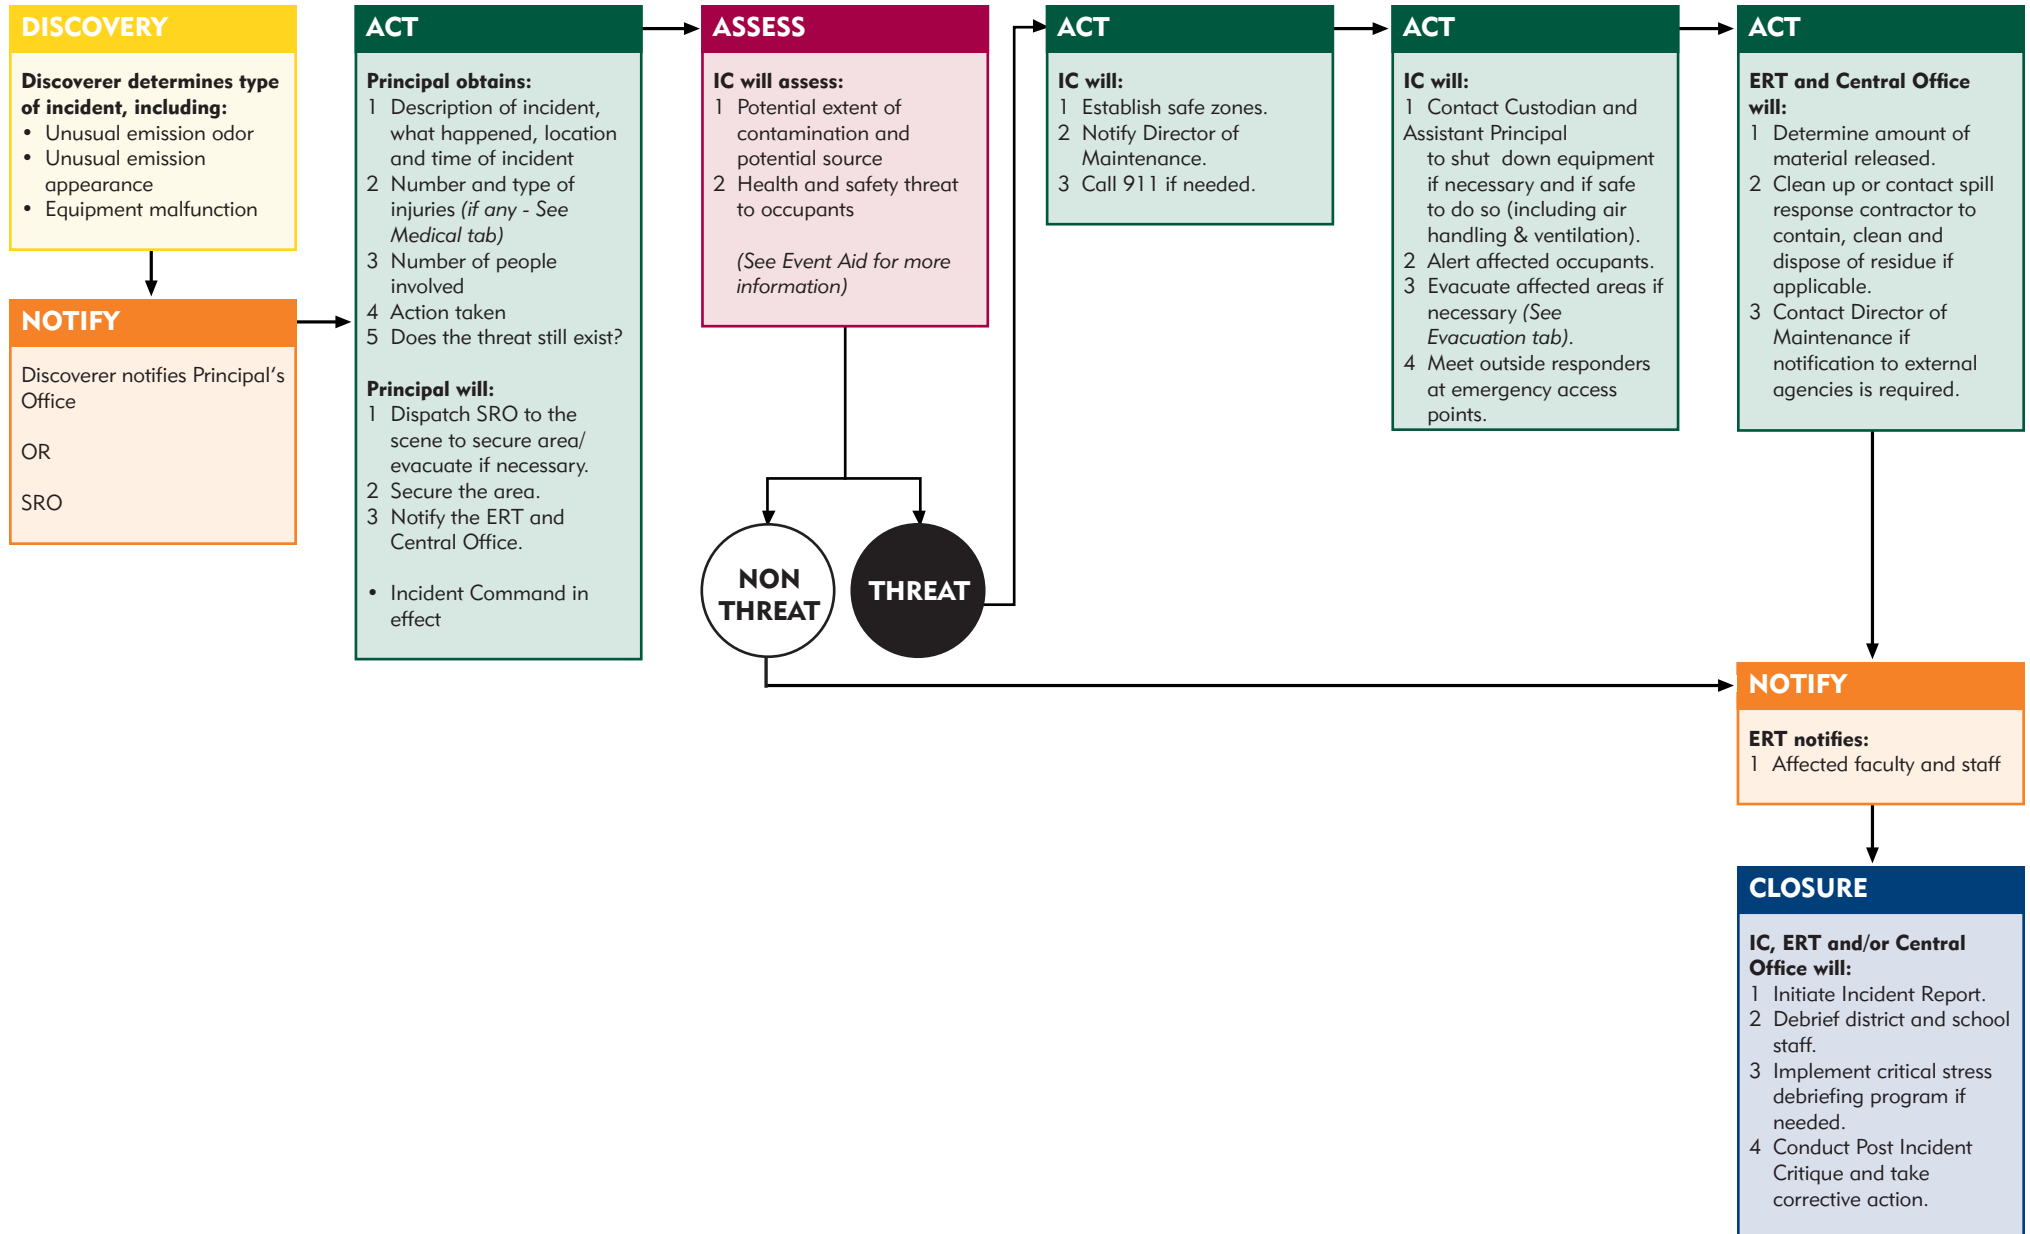 DISCOVERY
Discoverer determines type
of incident, including:
• Unusual emission odor
• Unusual emission
appearance
• Equipment malfunction
NOTIFY
Discoverer notifies Principal's
Office
OR
SRO
ACT
Principal obtains:
1 Description of incident,
what happened, location
and time of incident
2 Number and type of
injuries (if any - See
Medical tab)
3 Number of people
involved
4 Action taken
5 Does the threat still exist?
Principal will:
1 Dispatch SRO to the
scene to secure area/
evacuate if necessary.
2 Secure the area.
3 Notify the ERT and
Central Office.
• Incident Command in
effect
ASSESS
IC will assess:
1 Potential extent of
contamination and
potential source
2 Health and safety threat
to occupants
(See Event Aid for more
information)
NON
THREAT
THREAT
ACT
IC will:
1 Establish safe zones.
2 Notify Director of
Maintenance.
3 Call 911 if needed.
ACT
IC will:
1 Contact Custodian and
Assistant Principal
to shut down equipment
if necessary and if safe
to do so (including air
handling & ventilation).
2 Alert affected occupants.
3 Evacuate affected areas if
necessary (See
Evacuation tab).
4 Meet outside responders
at emergency access
points.
ACT
ERT and Central Office
will:
1 Determine amount of
material released.
2 Clean up or contact spill
response contractor to
contain, clean and
dispose of residue if
applicable.
3 Contact Director of
Maintenance if
notification to external
agencies is required.
NOTIFY
ERT notifies:
1 Affected faculty and staff
CLOSURE
IC, ERT and/or Central
Office will:
1 Initiate Incident Report.
2 Debrief district and school
staff.
3 Implement critical stress
debriefing program if
needed.
4 Conduct Post Incident
Critique and take
corrective action.